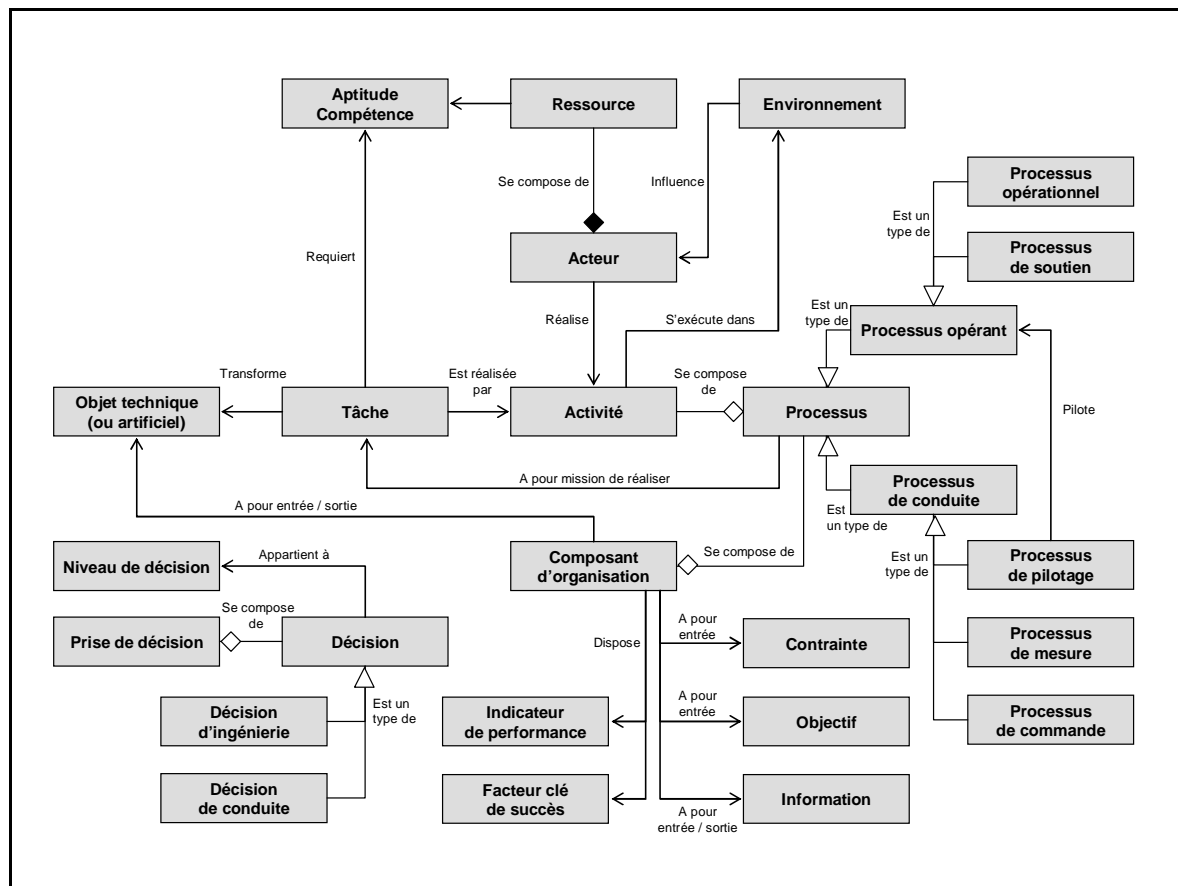 Aptitude
Compétence
Ressource
Environnement
Se compose de
Influence
Processus
opérationnel
Est un
type de
Processus
de soutien
Requiert
Acteur
Réalise
S'exécute dans
Est un
type de
Processus opérant
Transforme
Est réalisée
par
Se compose
de
Objet technique
(ou artificiel)
Tâche
Activité
Processus
Pilote
A pour mission de réaliser
Processus
de conduite
A pour entrée / sortie
Est
un type de
Niveau de décision
Appartient à
Composant
d’organisation
Se compose de
Est un
type de
Processus
de pilotage
Prise de décision
Se compose
de
Décision
Dispose
A pour
entrée
Contrainte
Processus
de mesure
Est un
type de
Décision
d’ingénierie
Indicateur
de performance
A pour
entrée
Objectif
Processus
de commande
Décision
de conduite
Facteur clé
de succès
A pour
entrée / sortie
Information